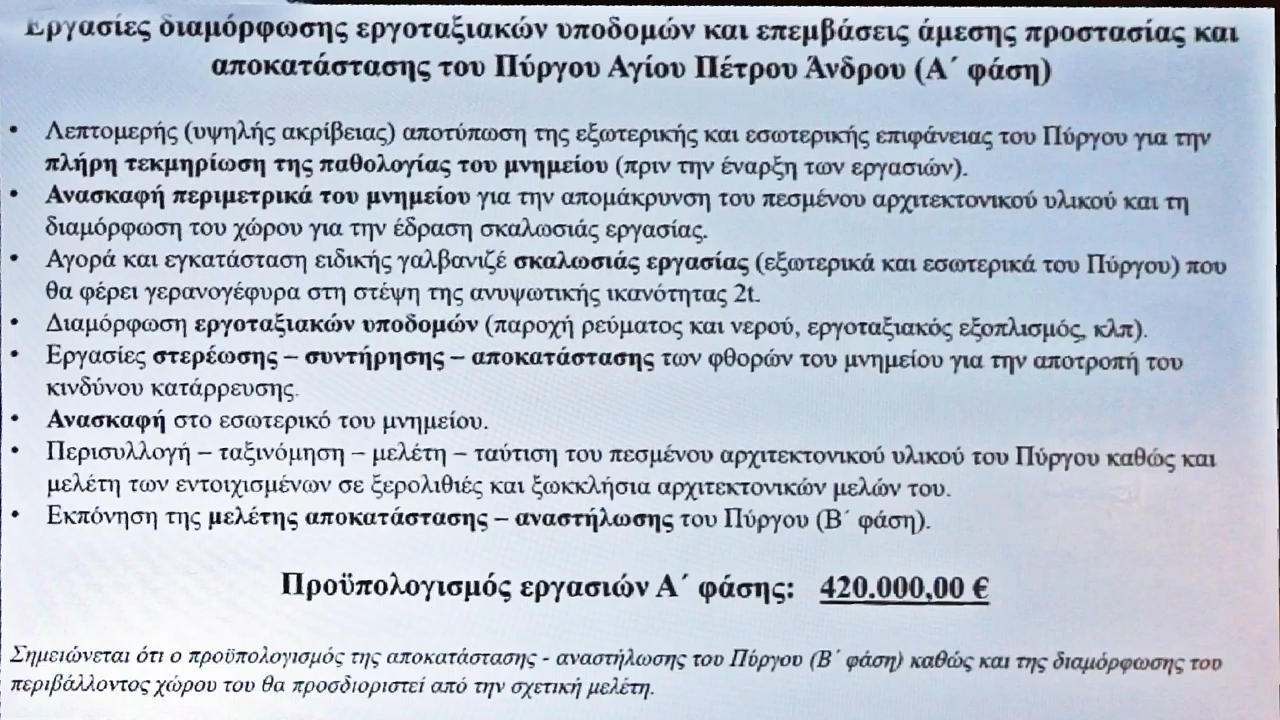 Εργασίες διαμόρφωσης εργοταξιακών υποδομών και επεμβάσεις άμεσης προστασίας και
αποκατάστασης του Πύργου Αγίου Πέτρου Άνδρου (Α΄ φάση)
• Λεπτομερής (υψηλής ακρίβειας) αποτύπωση της εξωτερικής και εσωτερικής επιφάνειας του Πύργου για την
πλήρη τεκμηρίωση της παθολογίας του μνημείου (πριν την έναρξη των εργασιών).
• Ανασκαφή περιμετρικά του μνημείου για την απομάκρυνση του πεσμένου αρχιτεκτονικού υλικού και τη
διαμόρφωση του χώρου για την έδραση σκαλωσιάς εργασίας.
• Αγορά και εγκατάσταση ειδικής γαλβανιζέ σκαλωσιάς εργασίας (εξωτερικά και εσωτερικά του Πύργου) που
θα φέρει γερανογέφυρα στη στέψη της ανυψωτικής ικανότητας 2t.
• Διαμόρφωση εργοταξιακών υποδομών (παροχή ρεύματος και νερού, εργοταξιακός εξοπλισμός, κλπ).
• Εργασίες στερέωσης – συντήρησης – αποκατάστασης των φθορών του μνημείου για την αποτροπή του
κινδύνου κατάρρευσης.
• Ανασκαφή στο εσωτερικό του μνημείου.
• Περισυλλογή – ταξινόμηση – μελέτη – ταύτιση του πεσμένου αρχιτεκτονικού υλικού του Πύργου καθώς και
μελέτη των εντοιχισμένων σε ξερολιθιές και ξωκκλήσια αρχιτεκτονικών μελών του.
• Εκπόνηση της μελέτης αποκατάστασης – αναστήλωσης του Πύργου (Β΄ φάση).
Προϋπολογισμός εργασιών Α΄ φάσης: 420.000,00 €
Σημειώνεται ότι ο προϋπολογισμός της αποκατάστασης - αναστήλωσης του Πύργου (Β΄ φάση) καθώς και της διαμόρφωσης του
περιβάλλοντος χώρου του θα προσδιοριστεί από την σχετική μελέτη.